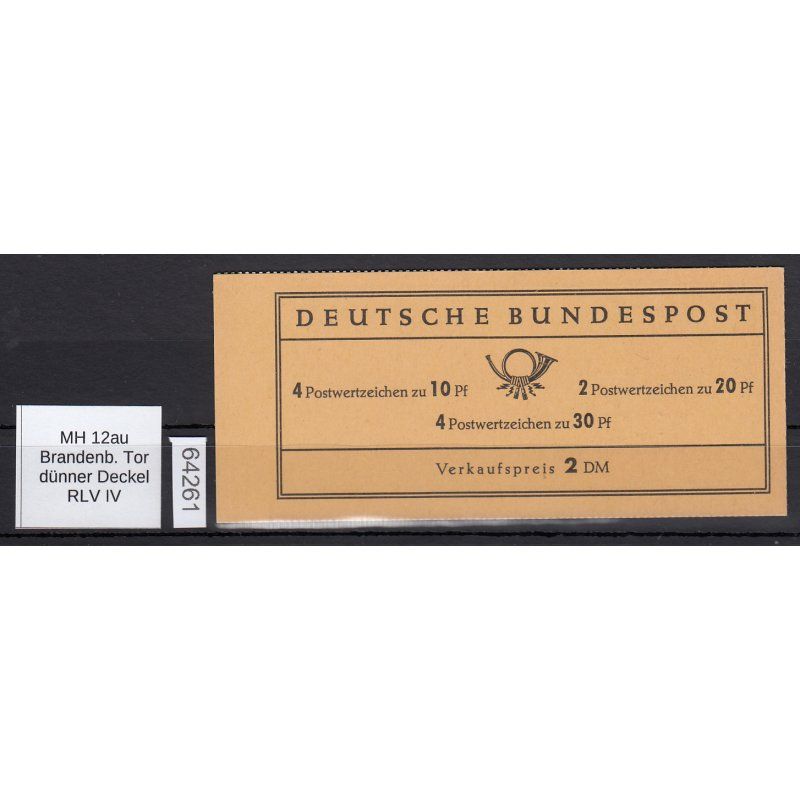 MH 12au
Brandenb. Tor
dünner Deckel
RLV IV
64261
DEUTSCHE BUNDESPOST
4 Postwertzeichen zu 10 Pf
2 Postwertzeichen zu 20 Pf
4 Postwertzeichen zu 30 Pf
Verkaufspreis 2 DM